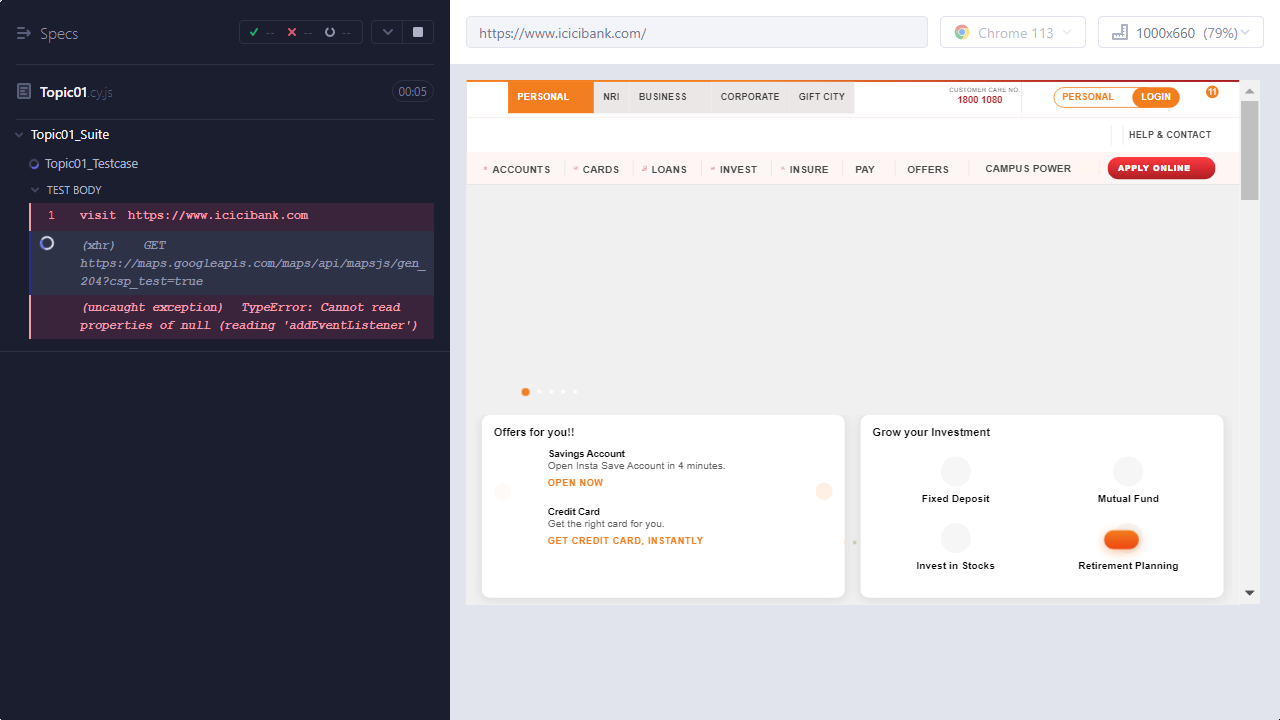 Specs
-- -- --
Topic01.cy.js
00:05
Topic01_Suite
Topic01_Testcase
TEST BODY
1 visit https://www.icicibank.com
(xhr) GET
https://maps.googleapis.com/maps/api/mapsjs/gen_
204?csp_test=true
(uncaught exception) TypeError: Cannot read
properties of null (reading 'addEventListener')
https://www.icicibank.com/
Chrome 113
1000x660 (79%)
PERSONAL NRI BUSINESS CORPORATE GIFT CITY
CUSTOMER CARE NO.
1800 1080
PERSONAL LOGIN
11
HELP & CONTACT
ACCOUNTS CARDS LOANS INVEST INSURE PAY OFFERS CAMPUS POWER APPLY ONLINE
Offers for you!!
Savings Account
Open Insta Save Account in 4 minutes.
OPEN NOW
Credit Card
Get the right card for you.
GET CREDIT CARD, INSTANTLY
Grow your Investment
Fixed Deposit
Mutual Fund
Invest in Stocks
Retirement Planning